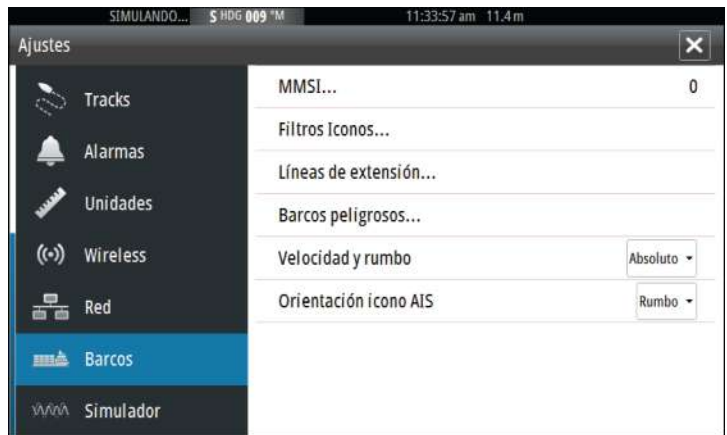 SIMULANDO... S HDG 009 °M 11:33:57 am 11.4 m
Ajustes
Tracks
Alarmas
Unidades
Wireless
Red
Barcos
Simulador
MMSI... 0
Filtros Iconos...
Líneas de extensión...
Barcos peligrosos...
Velocidad y rumbo Absoluto
Orientación icono AIS Rumbo